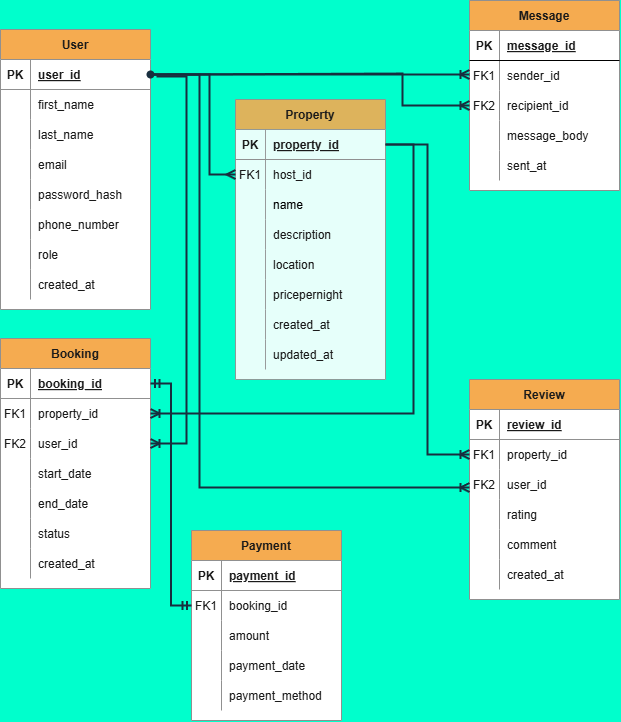 User
PK user_id
first_name
last_name
email
password_hash
phone_number
role
created_at
Message
PK message_id
FK1 sender_id
FK2 recipient_id
message_body
sent_at
Property
PK property_id
FK1 host_id
name
description
location
pricepernight
created_at
updated_at
Booking
PK booking_id
FK1 property_id
FK2 user_id
start_date
end_date
status
created_at
Review
PK review_id
FK1 property_id
FK2 user_id
rating
comment
created_at
Payment
PK payment_id
FK1 booking_id
amount
payment_date
payment_method